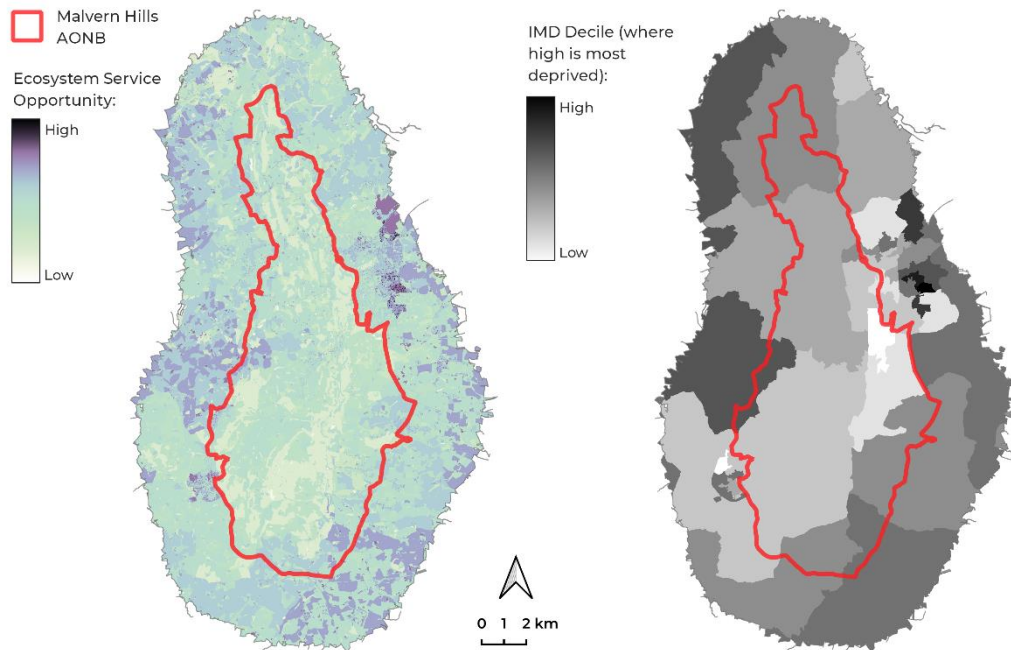 Malvern Hills
AONB
Ecosystem Service
Opportunity:
High
Low
IMD Decile (where
high is most
deprived):
High
Low
0 1 2 km